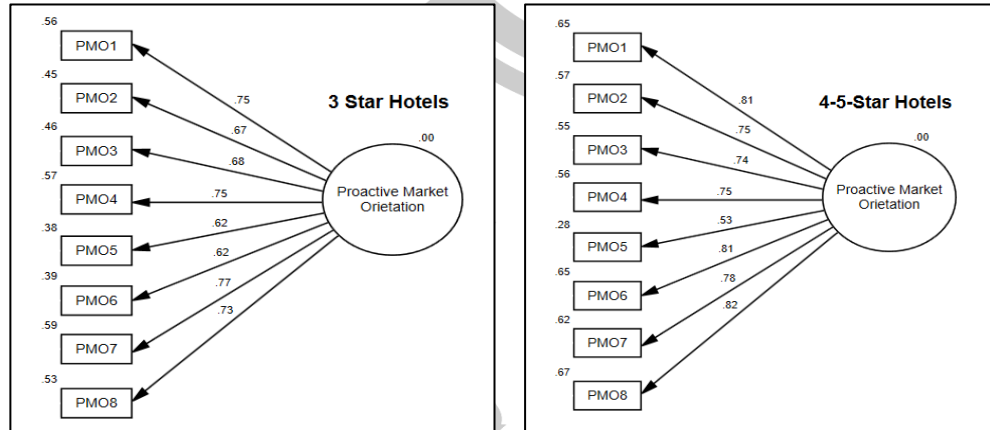 .56
PMO1
.45
PMO2
.75
3 Star Hotels
.46
.67
.00
PMO3
.68
.57
PMO4
.75
Proactive Market
Orietation
.38
.62
PMO5
.62
.39
PMO6
.77
.73
.59
PMO7
.53
PMO8
.65
PMO1
.57
PMO2
.81
4-5-Star Hotels
.55
.75
.00
PMO3
.74
.56
PMO4
.75
Proactive Market
Orietation
.28
.53
PMO5
.81
.65
PMO6
.78
.82
.62
PMO7
.67
PMO8